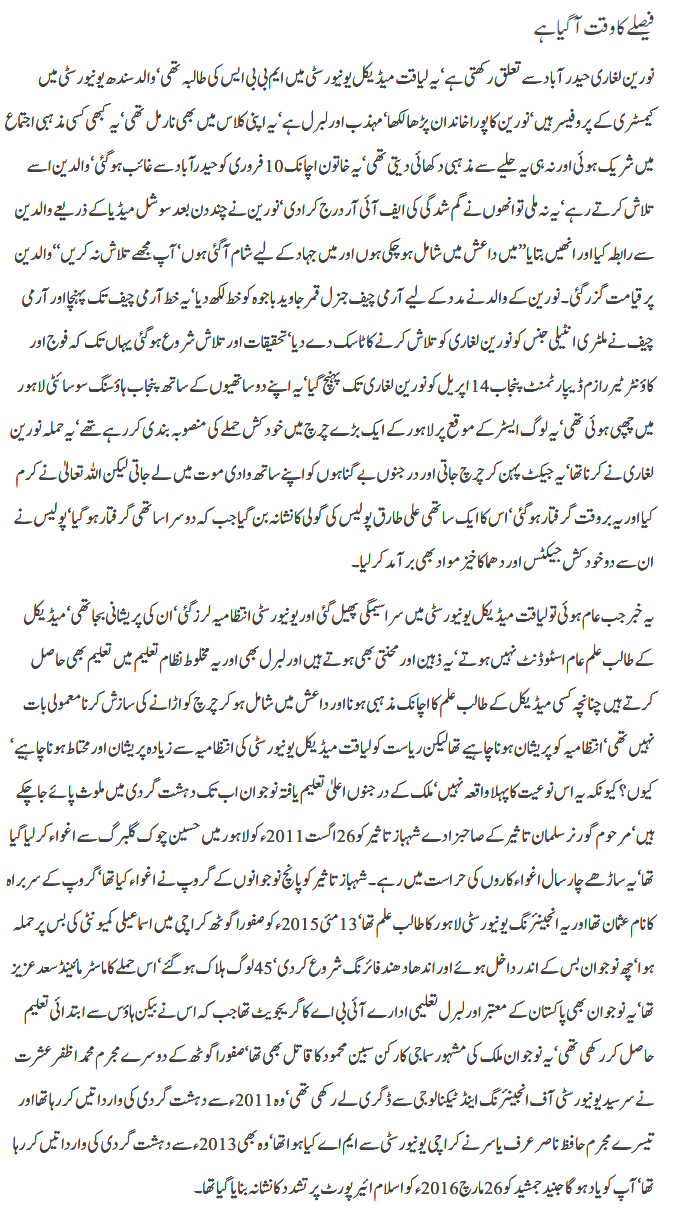 فیصلے کا وقت آ گیا ہے
نورین لغاری حیدر آباد سے تعلق رکھتی ہے‘ یہ لیاقت میڈیکل یونیورسٹی میں ایم بی بی ایس کی طالبہ تھی‘ والد سندھ یونیورسٹی میں
کیمسٹری کے پروفیسر ہیں‘ نورین کا پورا خاندان پڑھا لکھا‘ مہذب اور لبرل ہے‘ یہ اپنی کلاس میں بھی نارمل تھی‘ یہ کبھی کسی مذہبی اجتماع
میں شریک ہوئی اور نہ ہی یہ حلیے سے مذہبی دکھائی دیتی تھی‘ یہ خاتون اچانک 10 فروری کو حیدر آباد سے غائب ہو گئی‘ والدین اسے
تلاش کرتے رہے‘ یہ نہ ملی تو انھوں نے گم شدگی کی ایف آئی آر درج کرا دی‘ نورین نے چند دن بعد سوشل میڈیا کے ذریعے والدین
سے رابطہ کیا اور انھیں بتایا ’’میں داعش میں شامل ہو چکی ہوں اور میں جہاد کے لیے شام آ گئی ہوں‘ آپ مجھے تلاش نہ کریں‘‘ والدین
پر قیامت گزر گئی۔ نورین کے والد نے مدد کے لیے آرمی چیف جنرل قمر جاوید باجوہ کو خط لکھ دیا‘ یہ خط آرمی چیف تک پہنچا اور آرمی
چیف نے ملٹری انٹیلی جنس کو نورین لغاری کو تلاش کرنے کا ٹاسک دے دیا‘ تحقیقات اور تلاش شروع ہو گئی یہاں تک کہ فوج اور
کاؤنٹر ٹیررازم ڈیپارٹمنٹ پنجاب 14 اپریل کو نورین لغاری تک پہنچ گیا‘ یہ اپنے دو ساتھیوں کے ساتھ پنجاب ہاؤسنگ سوسائٹی لاہور
میں چھپی ہوئی تھی‘ یہ لوگ ایسٹر کے موقع پر لاہور کے ایک بڑے چرچ میں خودکش حملے کی منصوبہ بندی کر رہے تھے‘ یہ حملہ نورین
لغاری نے کرنا تھا‘ یہ جیکٹ پہن کر چرچ جاتی اور درجنوں بے گناہوں کو اپنے ساتھ وادی موت میں لے جاتی لیکن اللہ تعالیٰ نے کرم
کیا اور یہ بروقت گرفتار ہو گئی‘ اس کا ایک ساتھی علی طارق پولیس کی گولی کا نشانہ بن گیا جب کہ دوسرا ساتھی گرفتار ہو گیا‘ پولیس نے
ان سے دو خودکش جیکٹس اور دھماکا خیز مواد بھی برآمد کر لیا۔
یہ خبر جب عام ہوئی تو لیاقت میڈیکل یونیورسٹی میں سراسیمگی پھیل گئی اور یونیورسٹی انتظامیہ لرز گئی‘ ان کی پریشانی بجا تھی‘ میڈیکل
کے طالب علم عام اسٹوڈنٹ نہیں ہوتے‘ یہ ذہین اور محنتی بھی ہوتے ہیں اور لبرل بھی اور یہ مخلوط نظام تعلیم میں تعلیم بھی حاصل
کرتے ہیں چنانچہ کسی میڈیکل کے طالب علم کا اچانک مذہبی ہونا اور داعش میں شامل ہو کر چرچ کو اڑانے کی سازش کرنا معمولی بات
نہیں تھی‘ انتظامیہ کو پریشان ہونا چاہیے تھا لیکن ریاست کو لیاقت میڈیکل یونیورسٹی کی انتظامیہ سے زیادہ پریشان اور محتاط ہونا چاہیے‘
کیوں؟ کیونکہ یہ اس نوعیت کا پہلا واقعہ نہیں‘ ملک کے درجنوں اعلیٰ تعلیم یافتہ نوجوان اب تک دہشت گردی میں ملوث پائے جا چکے
ہیں‘ مرحوم گورنر سلمان تاثیر کے صاحبزادے شہباز تاثیر کو 26 اگست 2011ء کو لاہور میں حسین چوک گلبرگ سے اغواء کر لیا گیا
تھا‘ یہ ساڑھے چار سال اغواء کاروں کی حراست میں رہے۔ شہباز تاثیر کو پانچ نوجوانوں کے گروپ نے اغواء کیا تھا‘ گروپ کے سربراہ
کا نام عثمان تھا اور یہ انجینئرنگ یونیورسٹی لاہور کا طالب علم تھا‘ 13 مئی 2015ء کو صفورا گوٹھ کراچی میں اسماعیلی کمیونٹی کی بس پر حملہ
ہوا‘ چھ نوجوان بس کے اندر داخل ہوئے اور اندھا دھند فائرنگ شروع کر دی‘ 45 لوگ ہلاک ہو گئے‘ اس حملے کا ماسٹر مائینڈ سعد عزیز
تھا‘ یہ نوجوان بھی پاکستان کے معتبر اور لبرل تعلیمی ادارے آئی بی اے کا گریجویٹ تھا جب کہ اس نے بیکن ہاؤس سے ابتدائی تعلیم
حاصل کر رکھی تھی‘ یہ نوجوان ملک کی مشہور سماجی کارکن سبین محمود کا قاتل بھی تھا‘ صفورا گوٹھ کے دوسرے مجرم محمد اظفر عشرت
نے سرسید یونیورسٹی آف انجینئرنگ اینڈ ٹیکنالوجی سے ڈگری لے رکھی تھی‘ وہ 2011ء سے دہشت گردی کی وارداتیں کر رہا تھا اور
تیسرے مجرم حافظ ناصر عرف یاسر نے کراچی یونیورسٹی سے ایم اے کیا ہوا تھا‘ وہ بھی 2013ء سے دہشت گردی کی وارداتیں کر رہا
تھا‘ آپ کو یاد ہو گا جنید جمشید کو 26 مارچ 2016ء کو اسلام ائیر پورٹ پر تشدد کا نشانہ بنایا گیا تھا۔